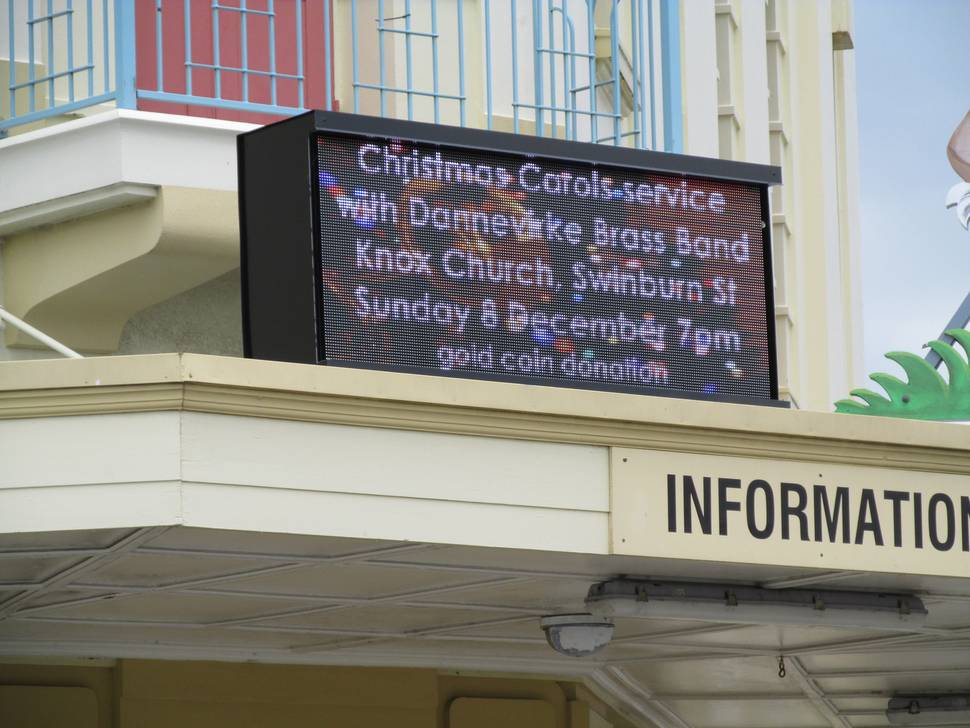 Christmas Carols service
with Dannevirke Brass Band
Knox Church, Swinburn St
Sunday 8 December 7pm
gold coin donation
INFORMATION